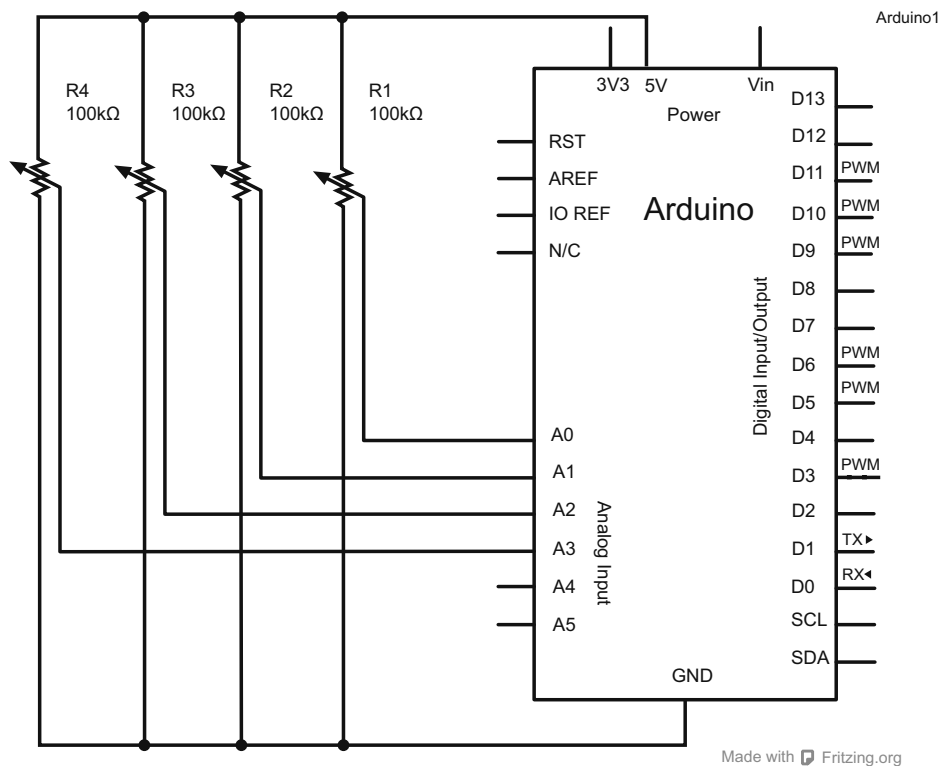 Arduino1
R4
100kΩ
R3
100kΩ
R2
100kΩ
R1
100kΩ
3V3
5V
Vin
Power
RST
AREF
IO REF
N/C
Arduino
A0
A1
A2
A3
A4
A5
Analog Input
Digital Input/Output
D13
D12
D11 PWM
D10 PWM
D9 PWM
D8
D7
D6 PWM
D5 PWM
D4
D3 PWM
D2
D1 TX
D0 RX
SCL
SDA
GND
Made with Fritzing.org